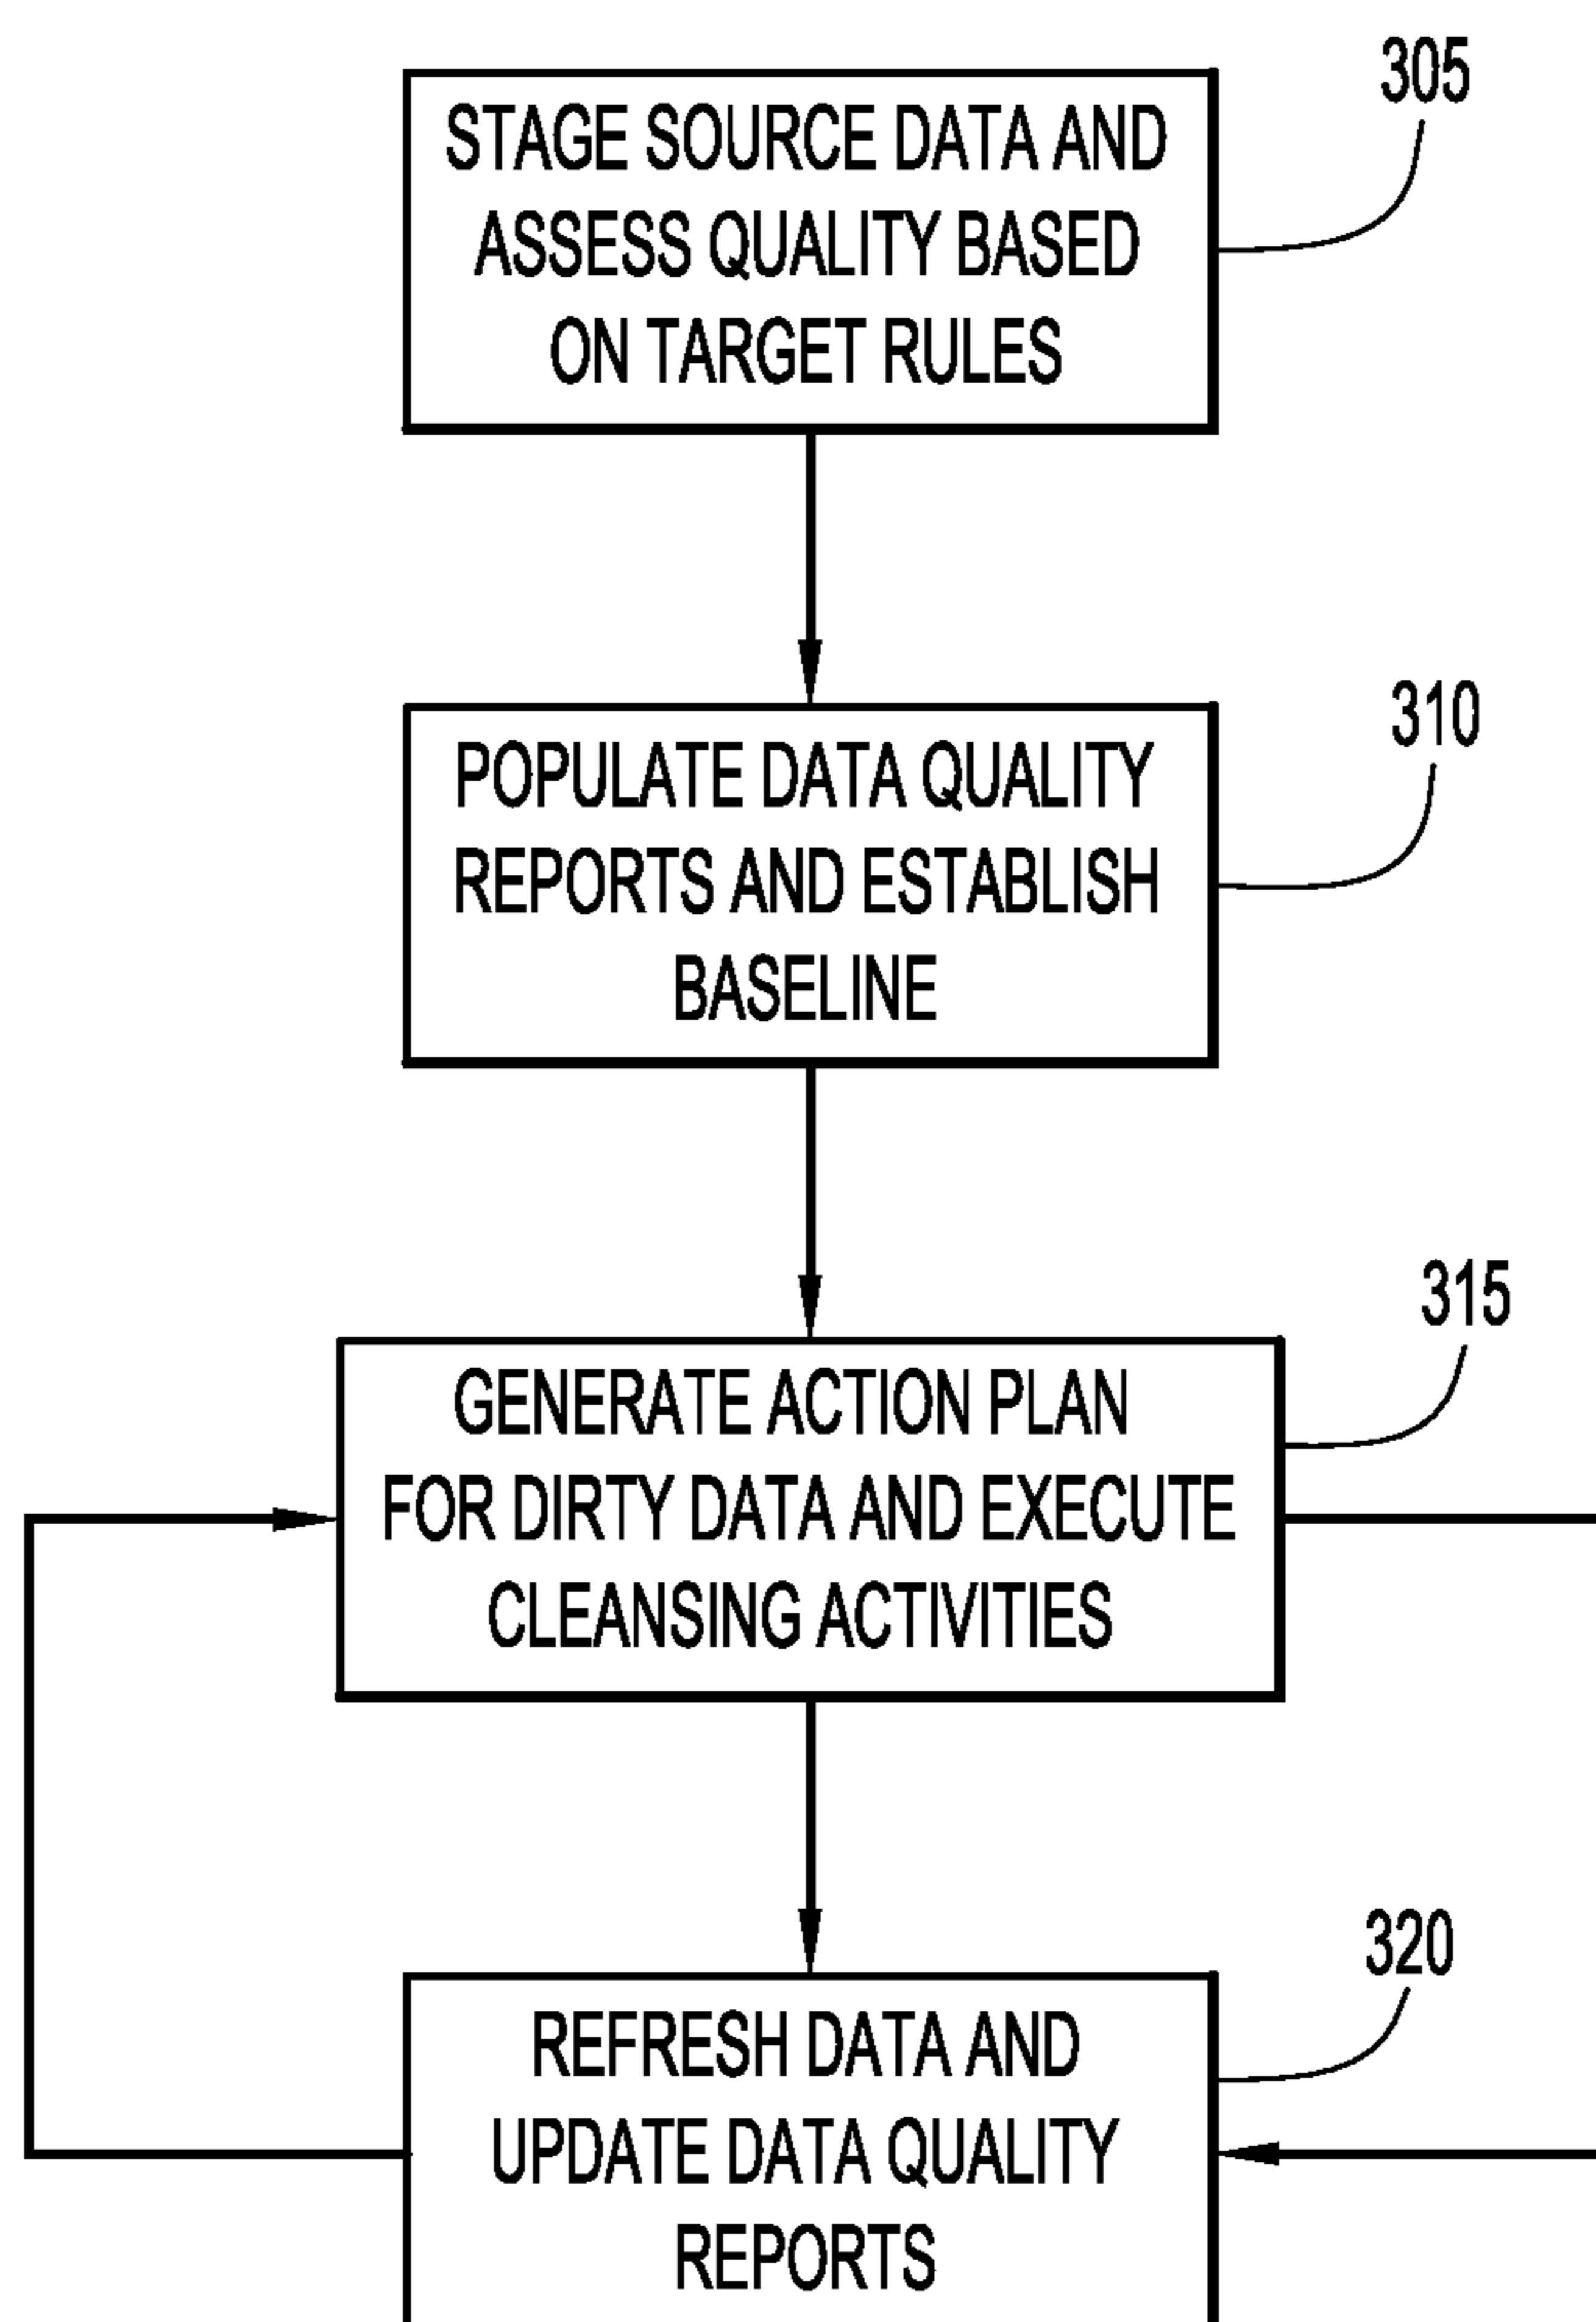 305
STAGE SOURCE DATA AND
ASSESS QUALITY BASED
ON TARGET RULES
310
POPULATE DATA QUALITY
REPORTS AND ESTABLISH
BASELINE
315
GENERATE ACTION PLAN
FOR DIRTY DATA AND EXECUTE
CLEANSING ACTIVITIES
320
REFRESH DATA AND
UPDATE DATA QUALITY
REPORTS